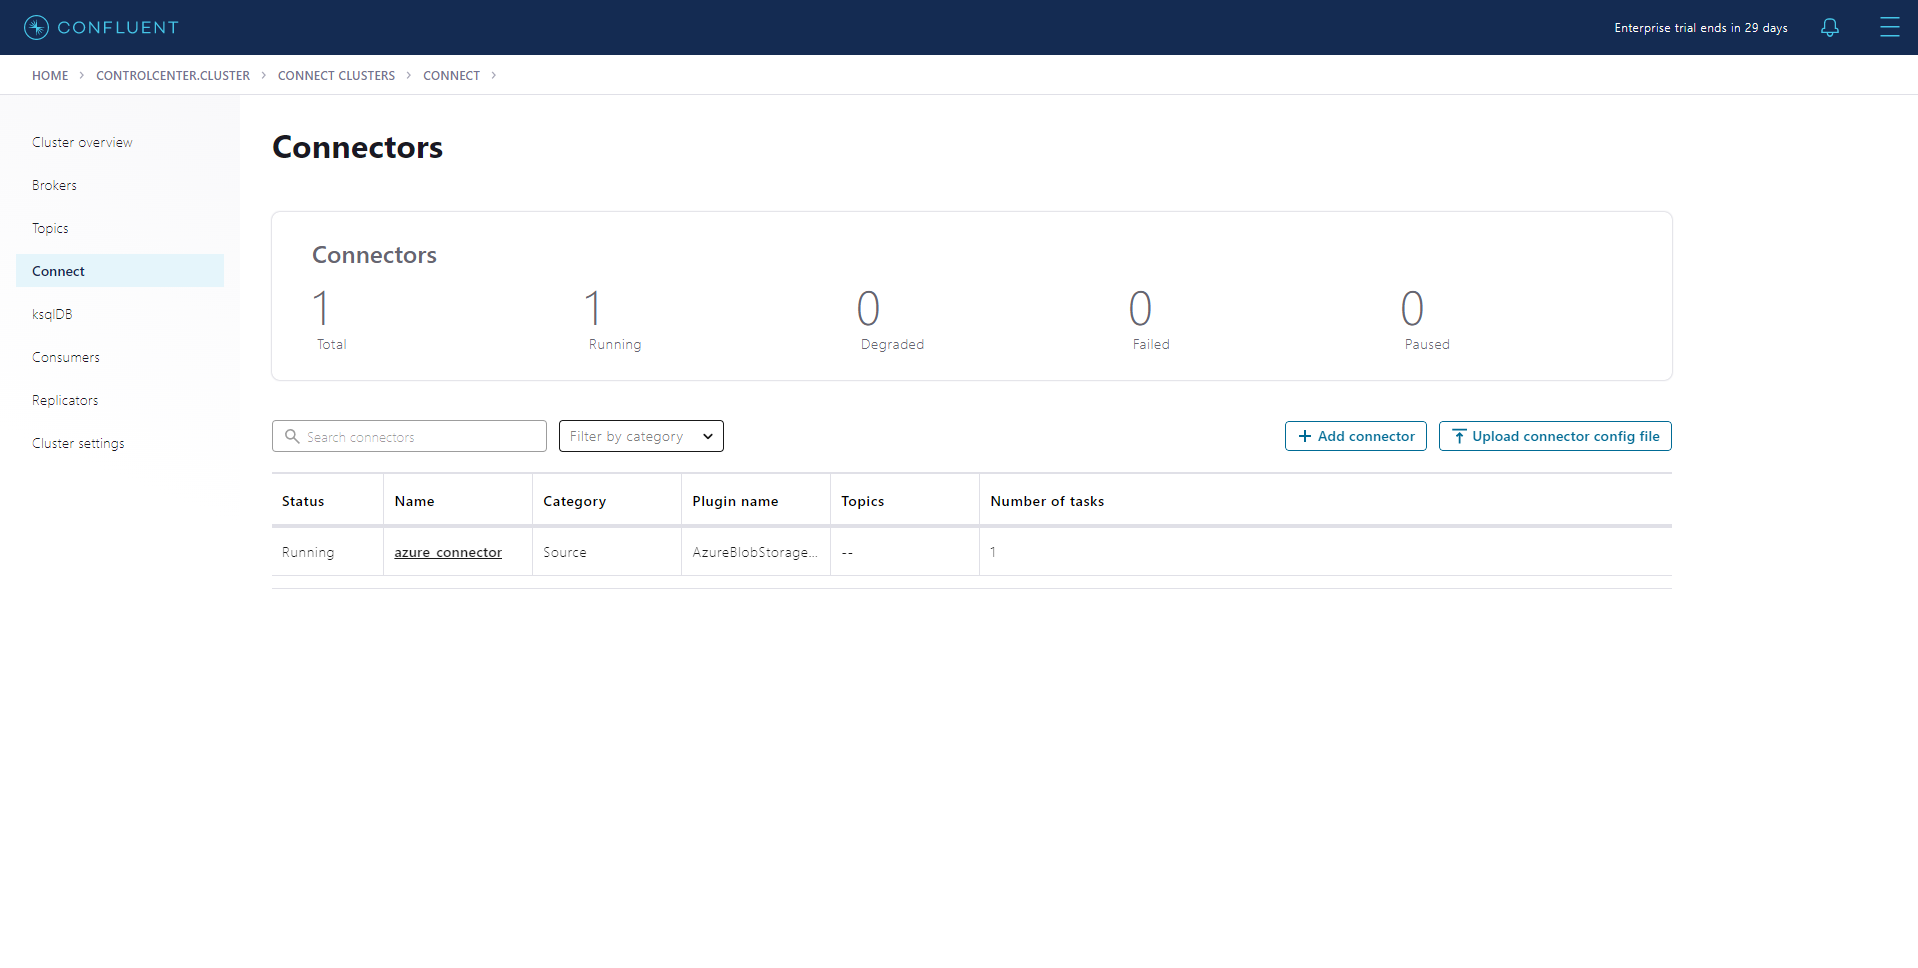 CONFLUENT
Enterprise trial ends in 29 days
HOME > CONTROLCENTER.CLUSTER > CONNECT CLUSTERS > CONNECT >
Cluster overview
Brokers
Topics
Connect
ksqlDB
Consumers
Replicators
Cluster settings
Connectors
Connectors
1 1 0 0 0
Total Running Degraded Failed Paused
Search connectors Filter by category + Add connector Upload connector config file
Status Name Category Plugin name Topics Number of tasks
Running azure_connector Source AzureBlobStorage... -- 1